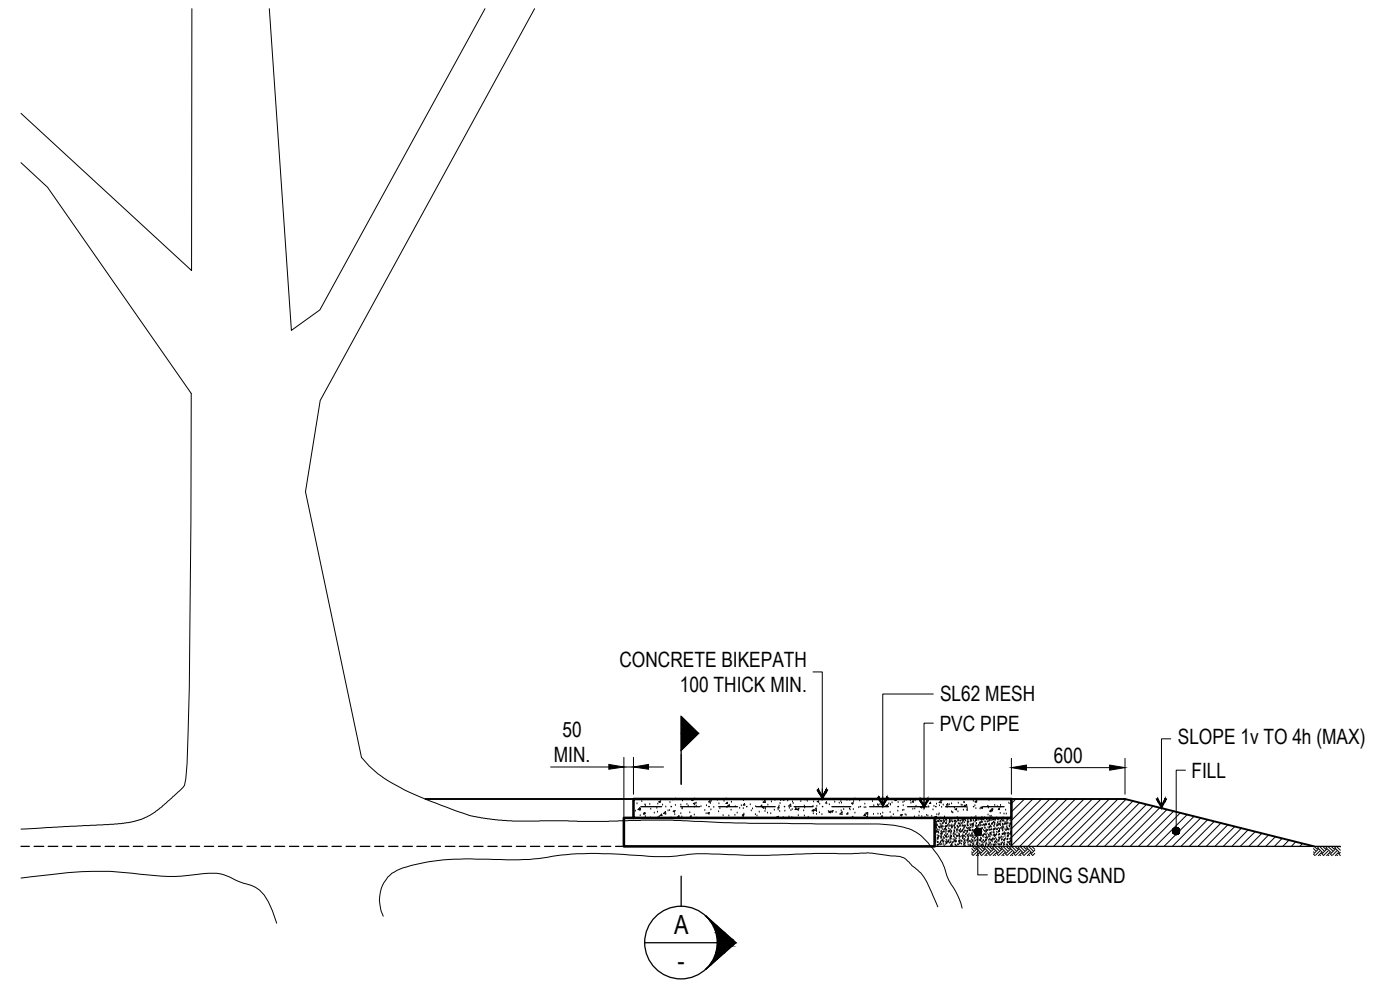 CONCRETE BIKEPATH
100 THICK MIN.
SL62 MESH
PVC PIPE
50
MIN.
600
SLOPE 1v TO 4h (MAX)
FILL
BEDDING SAND
A
-